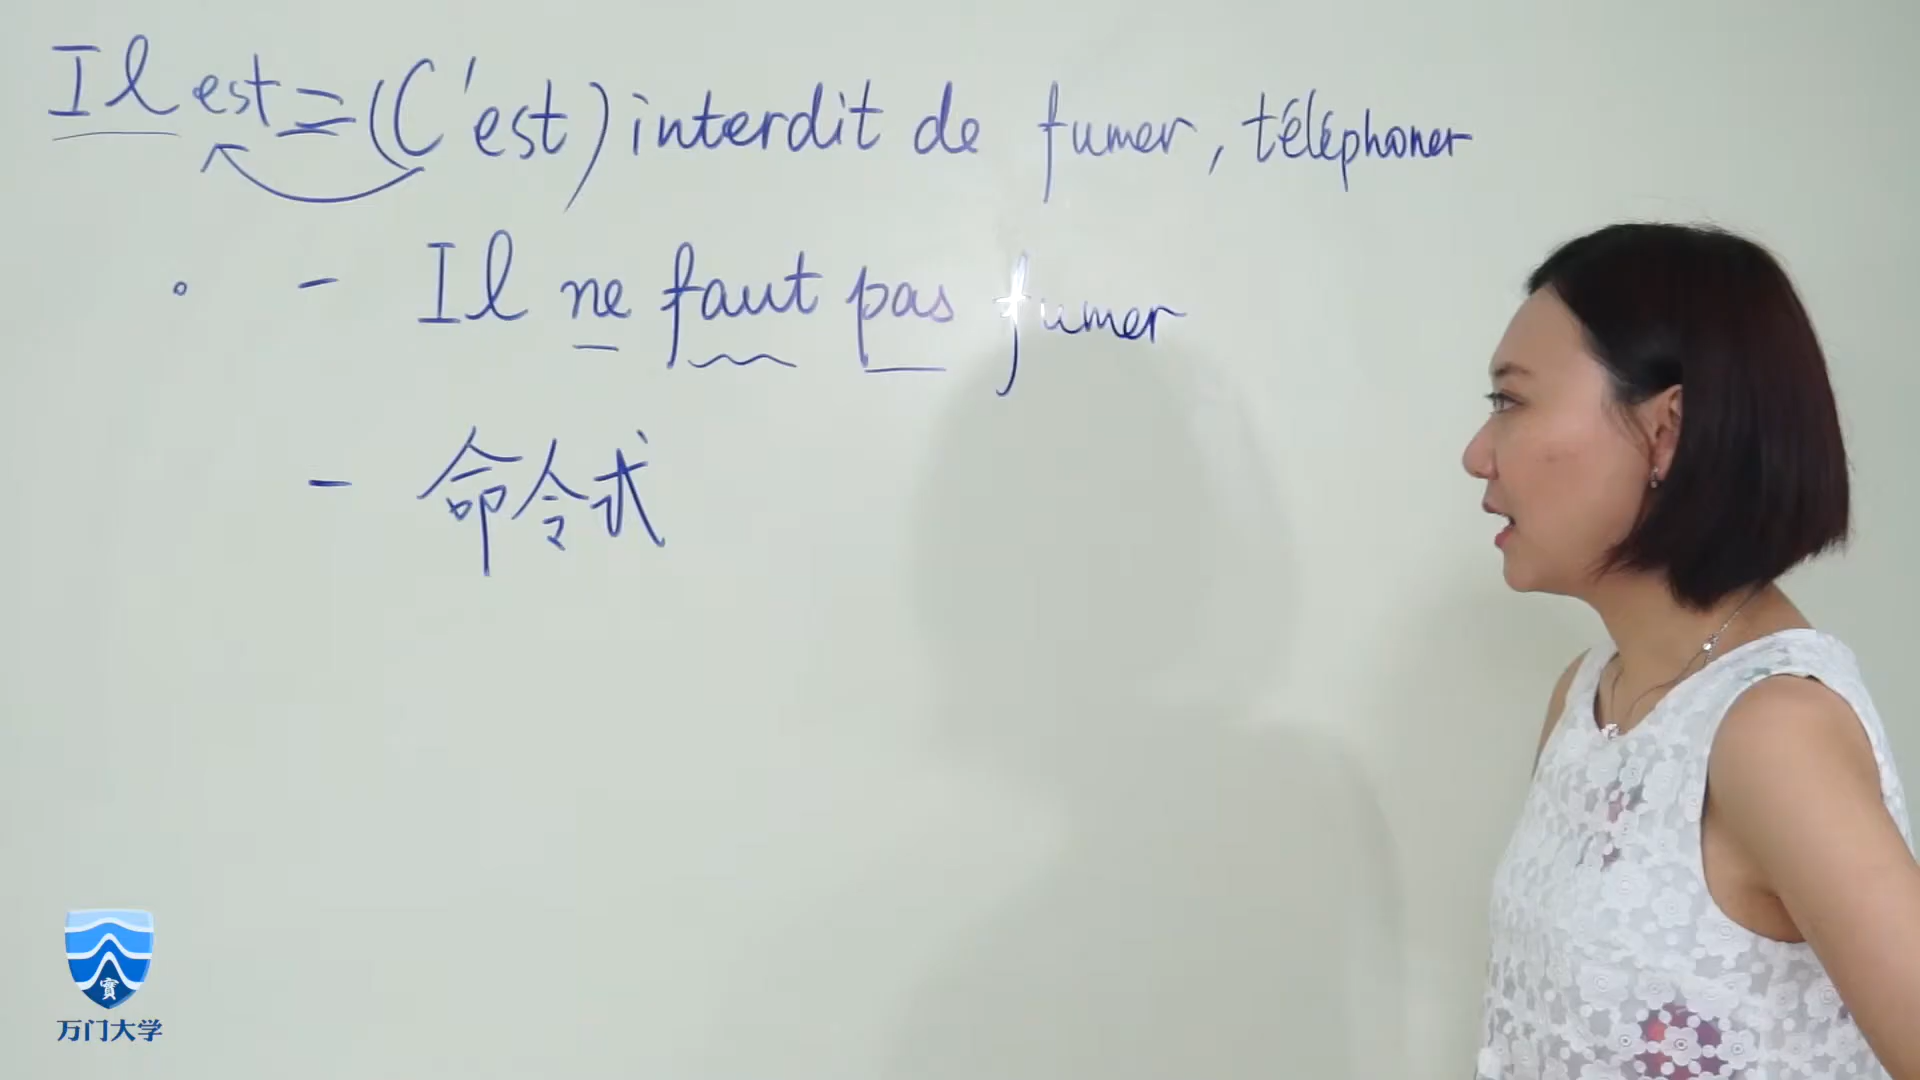 Il est = (C'est) interdit de fumer, téléphoner
- Il ne faut pas fumer
- 命令式
寳
万门大学